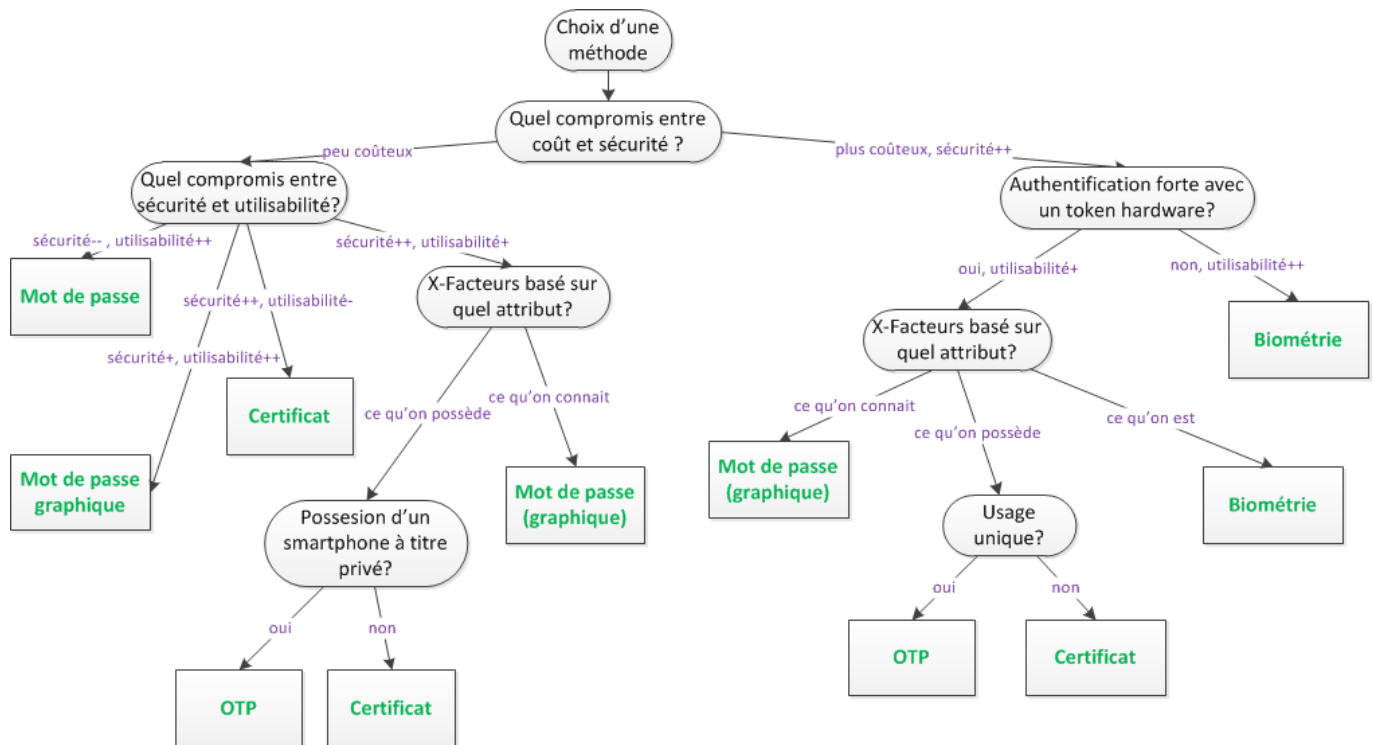 Choix d'une
méthode
Quel compromis entre
coût et sécurité ?
peu coûteux
plus coûteux, sécurité++
Quel compromis entre
sécurité et utilisabilité?
Authentification forte avec
un token hardware?
sécurité-- , utilisabilité++
sécurité++, utilisabilité+
oui, utilisabilité+
non, utilisabilité++
Mot de passe
sécurité++, utilisabilité-
X-Facteurs basé sur
quel attribut?
X-Facteurs basé sur
quel attribut?
Biométrie
sécurité+, utilisabilité++
Certificat
ce qu'on possède
ce qu'on connait
ce qu'on connait
ce qu'on possède
ce qu'on est
Mot de passe
graphique
Mot de passe
(graphique)
Mot de passe
(graphique)
Biométrie
Possesion d'un
smartphone à titre
privé?
Usage
unique?
oui
non
oui
non
OTP
Certificat
OTP
Certificat